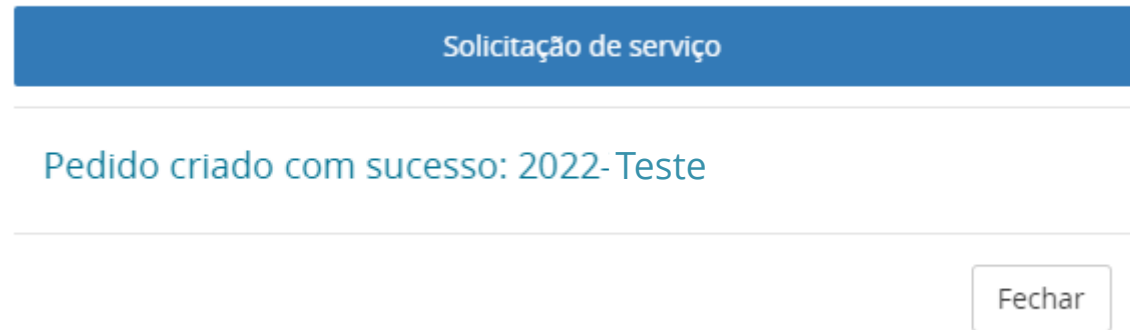 Solicitação de serviço
Pedido criado com sucesso: 2022-Teste
Fechar